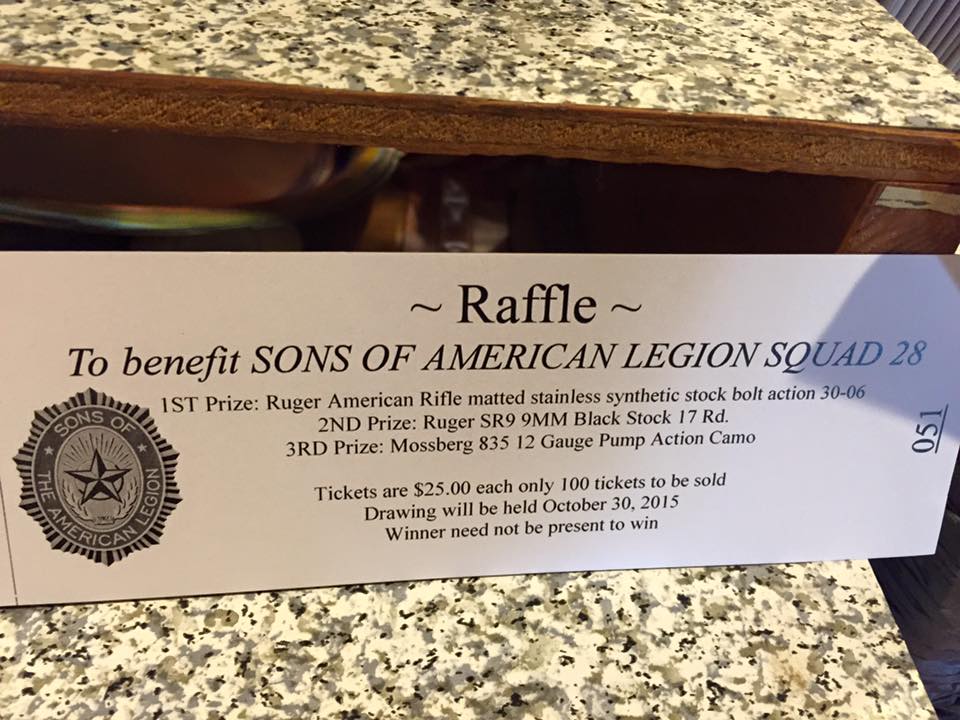 ~ Raffle ~
To benefit SONS OF AMERICAN LEGION SQUAD 28
1ST Prize: Ruger American Rifle matted stainless synthetic stock bolt action 30-06
2ND Prize: Ruger SR9 9MM Black Stock 17 Rd.
3RD Prize: Mossberg 835 12 Gauge Pump Action Camo
Tickets are $25.00 each only 100 tickets to be sold
Drawing will be held October 30, 2015
Winner need not be present to win
051
SONS OF
THE AMERICAN LEGION